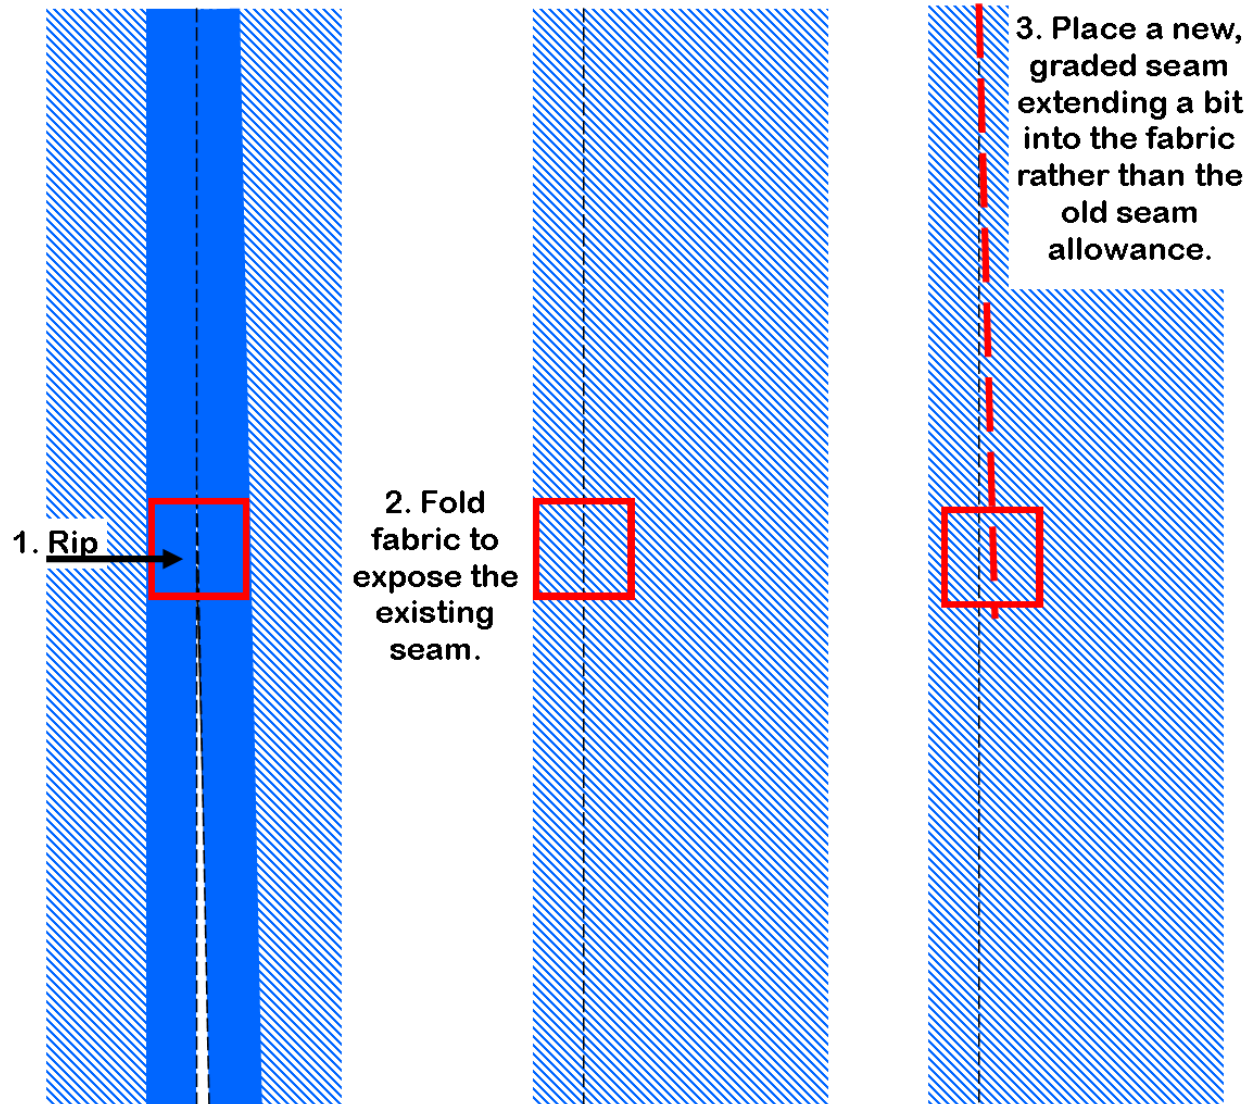 1. Rip
2. Fold
fabric to
expose the
existing
seam.
3. Place a new,
graded seam
extending a bit
into the fabric
rather than the
old seam
allowance.